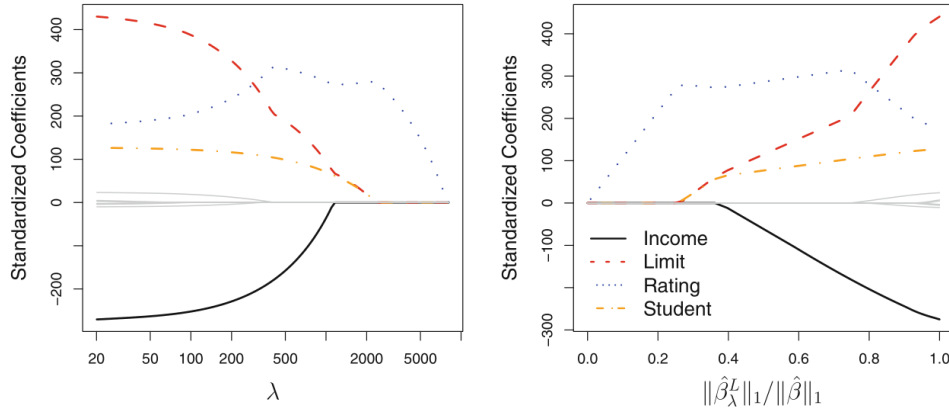 Standardized Coefficients
400
300
200
100
0
−200
20 50 100 200 500 2000 5000
λ
Standardized Coefficients
400
300
200
100
0
−100
−300
Income
Limit
Rating
Student
0.0 0.2 0.4 0.6 0.8 1.0
‖β̂λᴸ‖₁/‖β̂‖₁